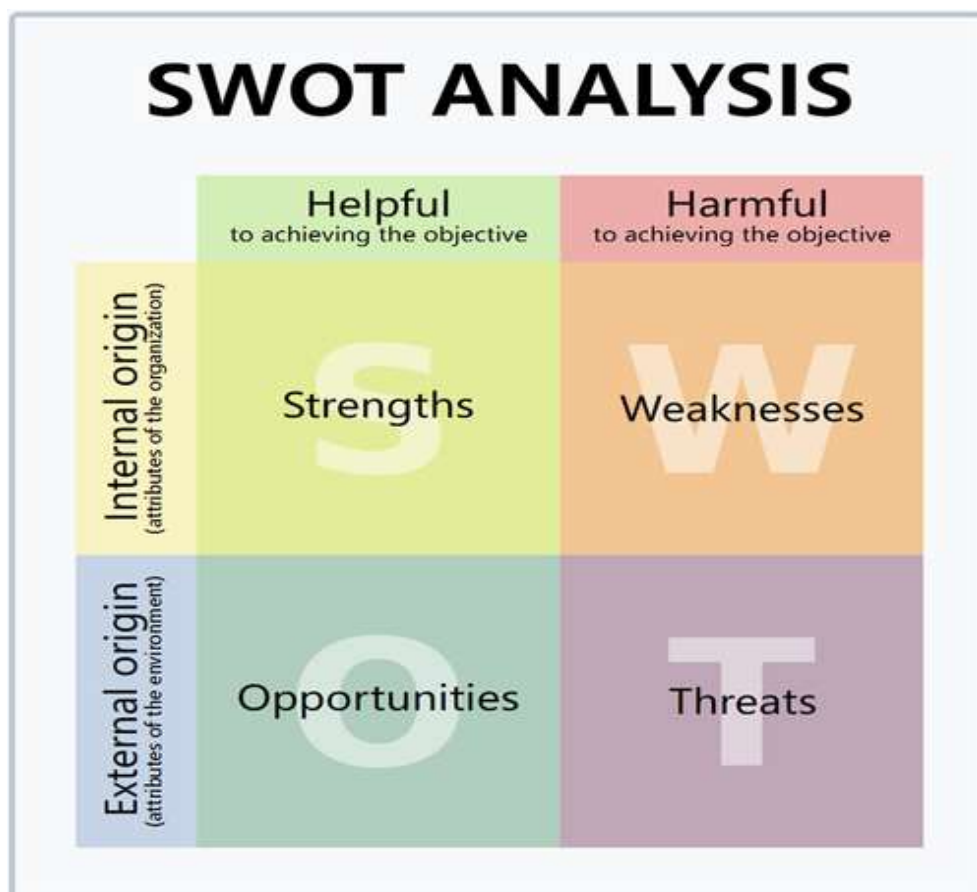 SWOT ANALYSIS
Helpful
to achieving the objective
Harmful
to achieving the objective
Internal origin
(attributes of the organization)
S
Strengths
W
Weaknesses
External origin
(attributes of the environment)
O
Opportunities
T
Threats